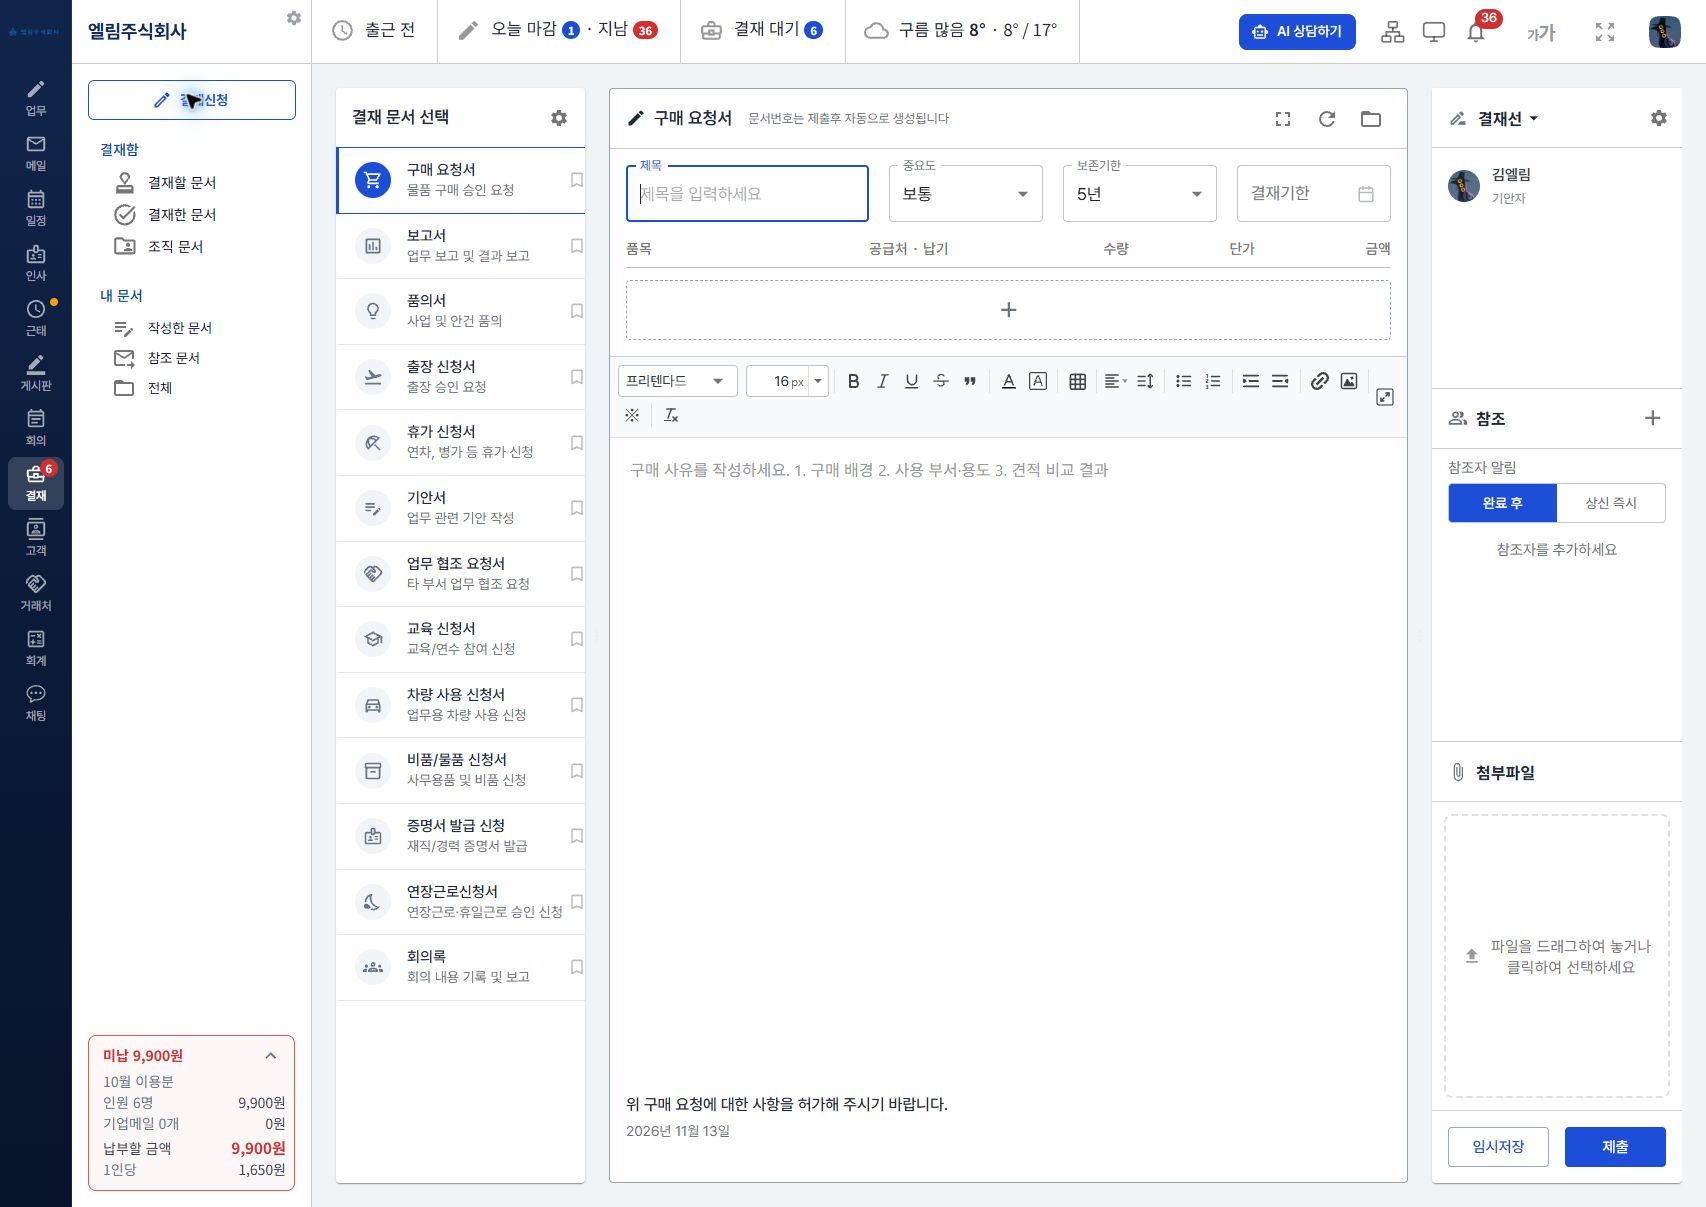 엘림주식회사
업무
메일
일정
인사
근태
게시판
회의
6
결재
고객
거래처
회계
채팅
엘림주식회사
출근 전
오늘 마감 1 · 지남 36
결재 대기 6
구름 많음 8° · 8° / 17°
AI 상담하기
36
가가
결재함
결재할 문서
결재한 문서
조직 문서
내 문서
작성한 문서
참조 문서
전체
미납 9,900원
10월 이용분
인원 6명 9,900원
기업메일 0개 0원
납부할 금액 9,900원
1인당 1,650원
결재 문서 선택
구매 요청서
물품 구매 승인 요청
보고서
업무 보고 및 결과 보고
품의서
사업 및 안건 품의
출장 신청서
출장 승인 요청
휴가 신청서
연차, 병가 등 휴가 신청
기안서
업무 관련 기안 작성
업무 협조 요청서
타 부서 업무 협조 요청
교육 신청서
교육/연수 참여 신청
차량 사용 신청서
업무용 차량 사용 신청
비품/물품 신청서
사무용품 및 비품 신청
증명서 발급 신청
재직/경력 증명서 발급
연장근로신청서
연장근로·휴일근로 승인 신청
회의록
회의 내용 기록 및 보고
구매 요청서 문서번호는 제출후 자동으로 생성됩니다
제목
제목을 입력하세요
중요도
보통
보존기한
5년
결재기한
품목 공급처 · 납기 수량 단가 금액
프리텐다드
16 px
구매 사유를 작성하세요. 1. 구매 배경 2. 사용 부서·용도 3. 견적 비교 결과
위 구매 요청에 대한 사항을 허가해 주시기 바랍니다.
2026년 11월 13일
결재선
김엘림
기안자
참조
참조자 알림
완료 후
상신 즉시
참조자를 추가하세요
첨부파일
파일을 드래그하여 놓거나
클릭하여 선택하세요
임시저장
제출